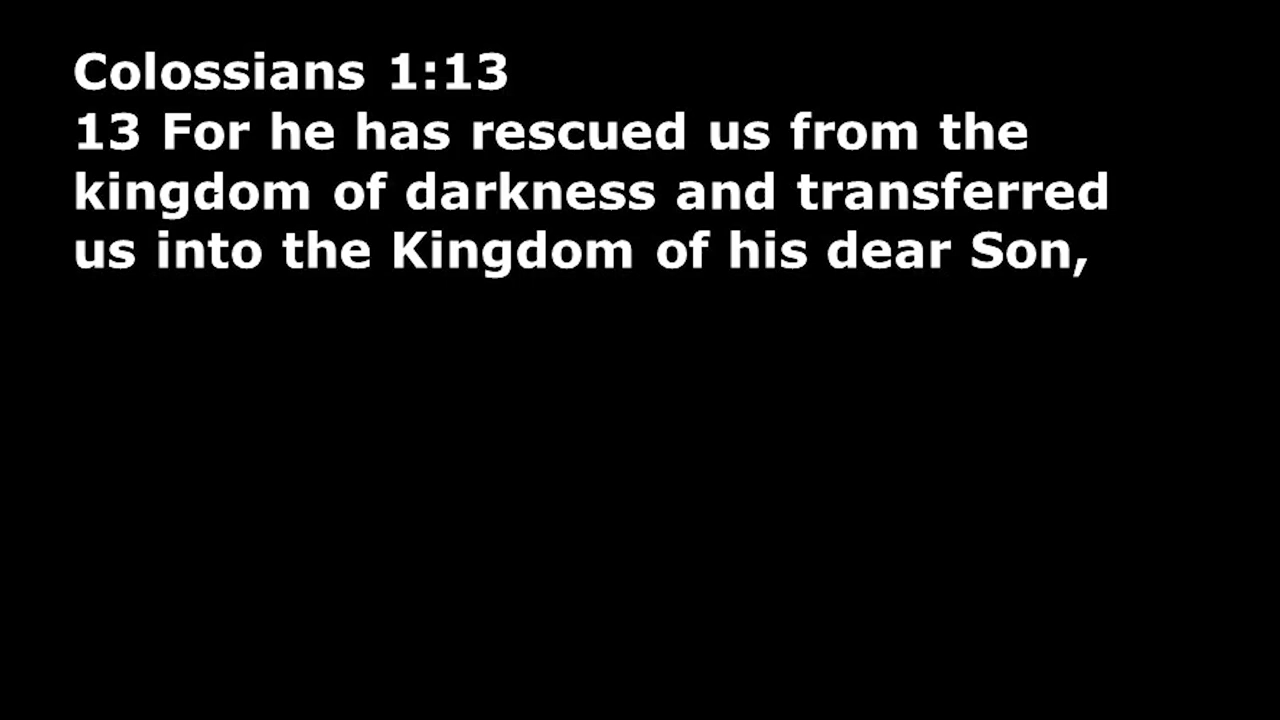 Colossians 1:13
13 For he has rescued us from the
kingdom of darkness and transferred
us into the Kingdom of his dear Son,